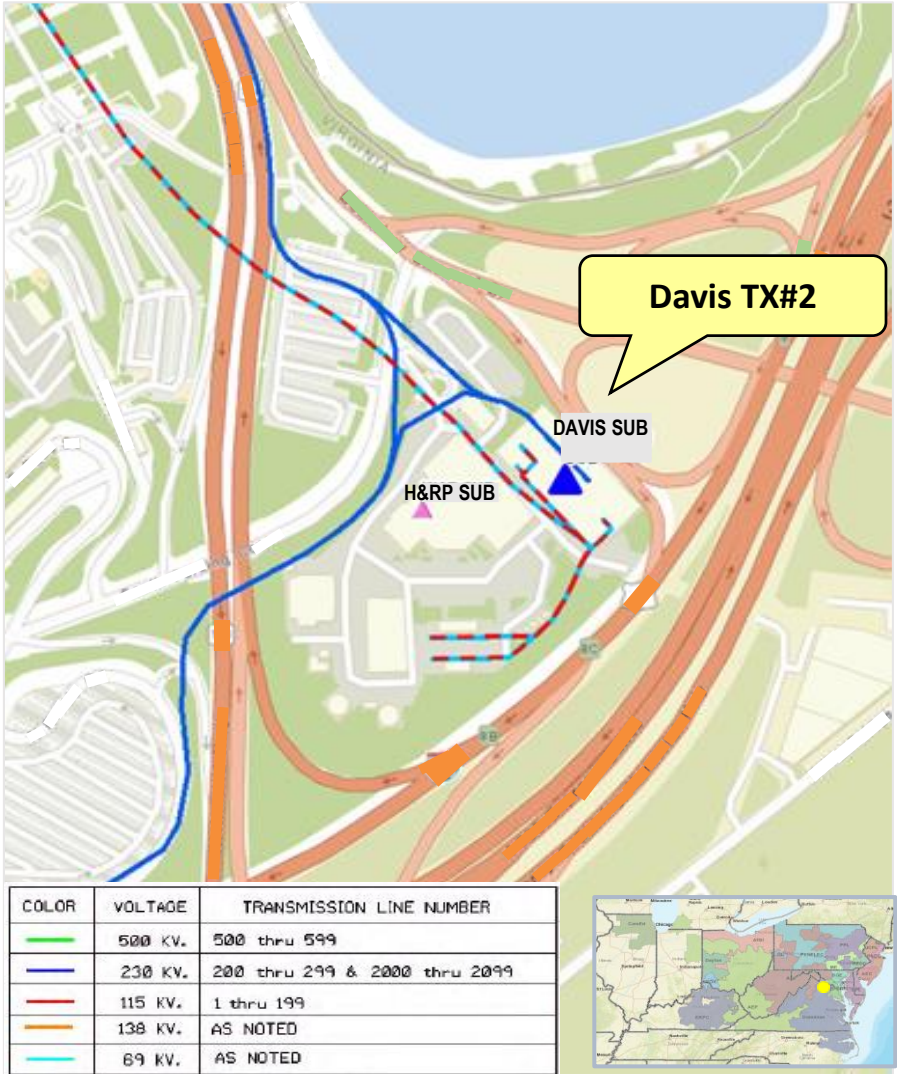 VIRGINIA
Davis TX#2
DAVIS SUB
H&RP SUB
8C
8B
COLOR VOLTAGE TRANSMISSION LINE NUMBER
500 KV. 500 thru 599
230 KV. 200 thru 299 & 2000 thru 2099
115 KV. 1 thru 199
138 KV. AS NOTED
69 KV. AS NOTED